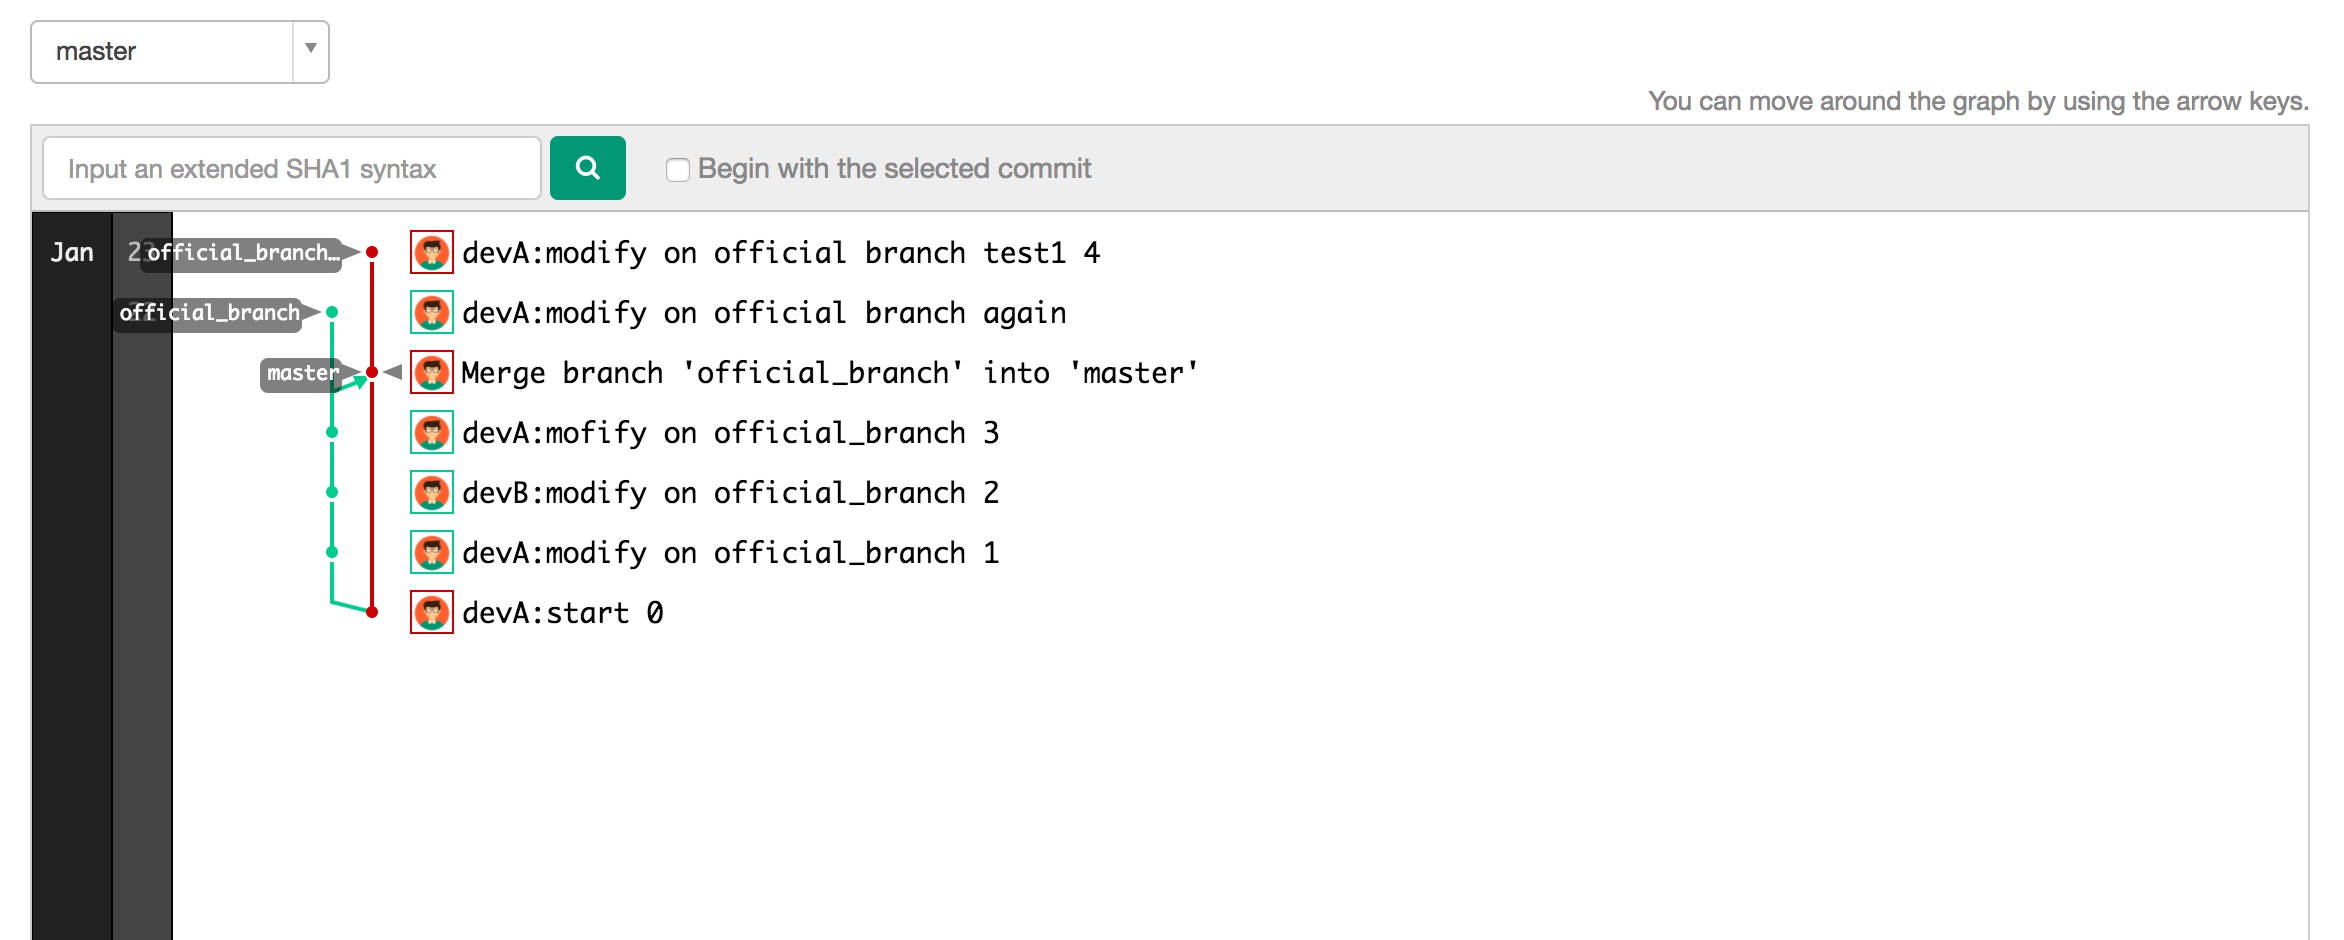 master
You can move around the graph by using the arrow keys.
Input an extended SHA1 syntax
Begin with the selected commit
Jan 23 official_branch… devA:modify on official branch test1 4
official_branch devA:modify on official branch again
master Merge branch 'official_branch' into 'master'
devA:mofify on official_branch 3
devB:modify on official_branch 2
devA:modify on official_branch 1
devA:start 0